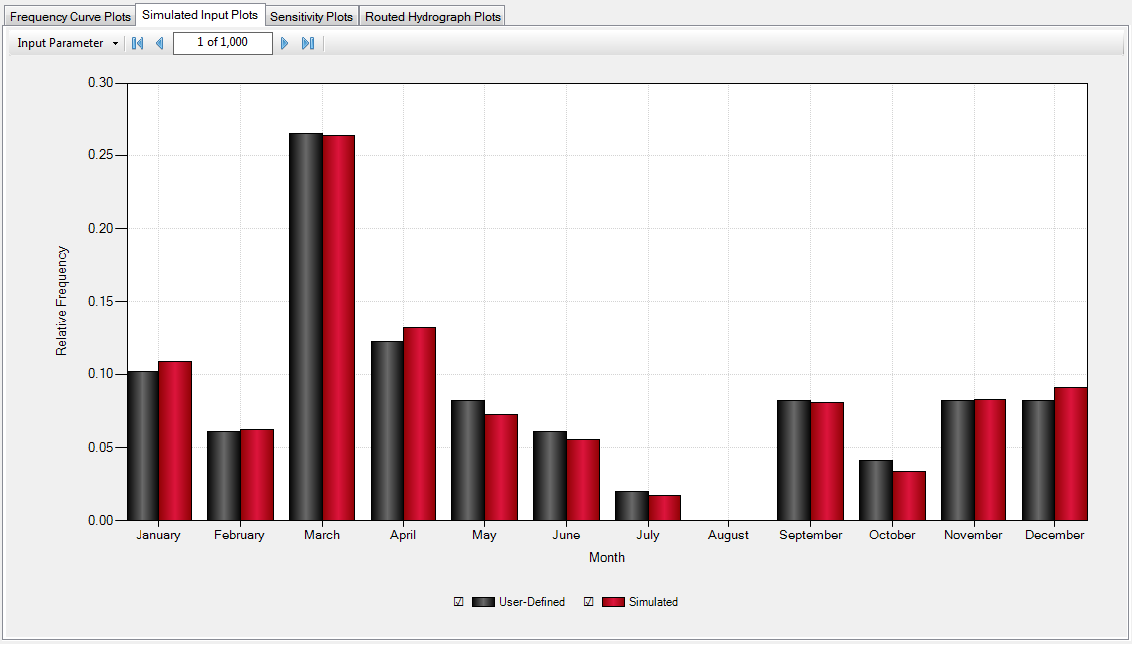 Frequency Curve Plots Simulated Input Plots Sensitivity Plots Routed Hydrograph Plots
Input Parameter 1 of 1,000
0.30
0.25
0.20
0.15
0.10
0.05
0.00
Relative Frequency
January February March April May June July August September October November December
Month
User-Defined Simulated